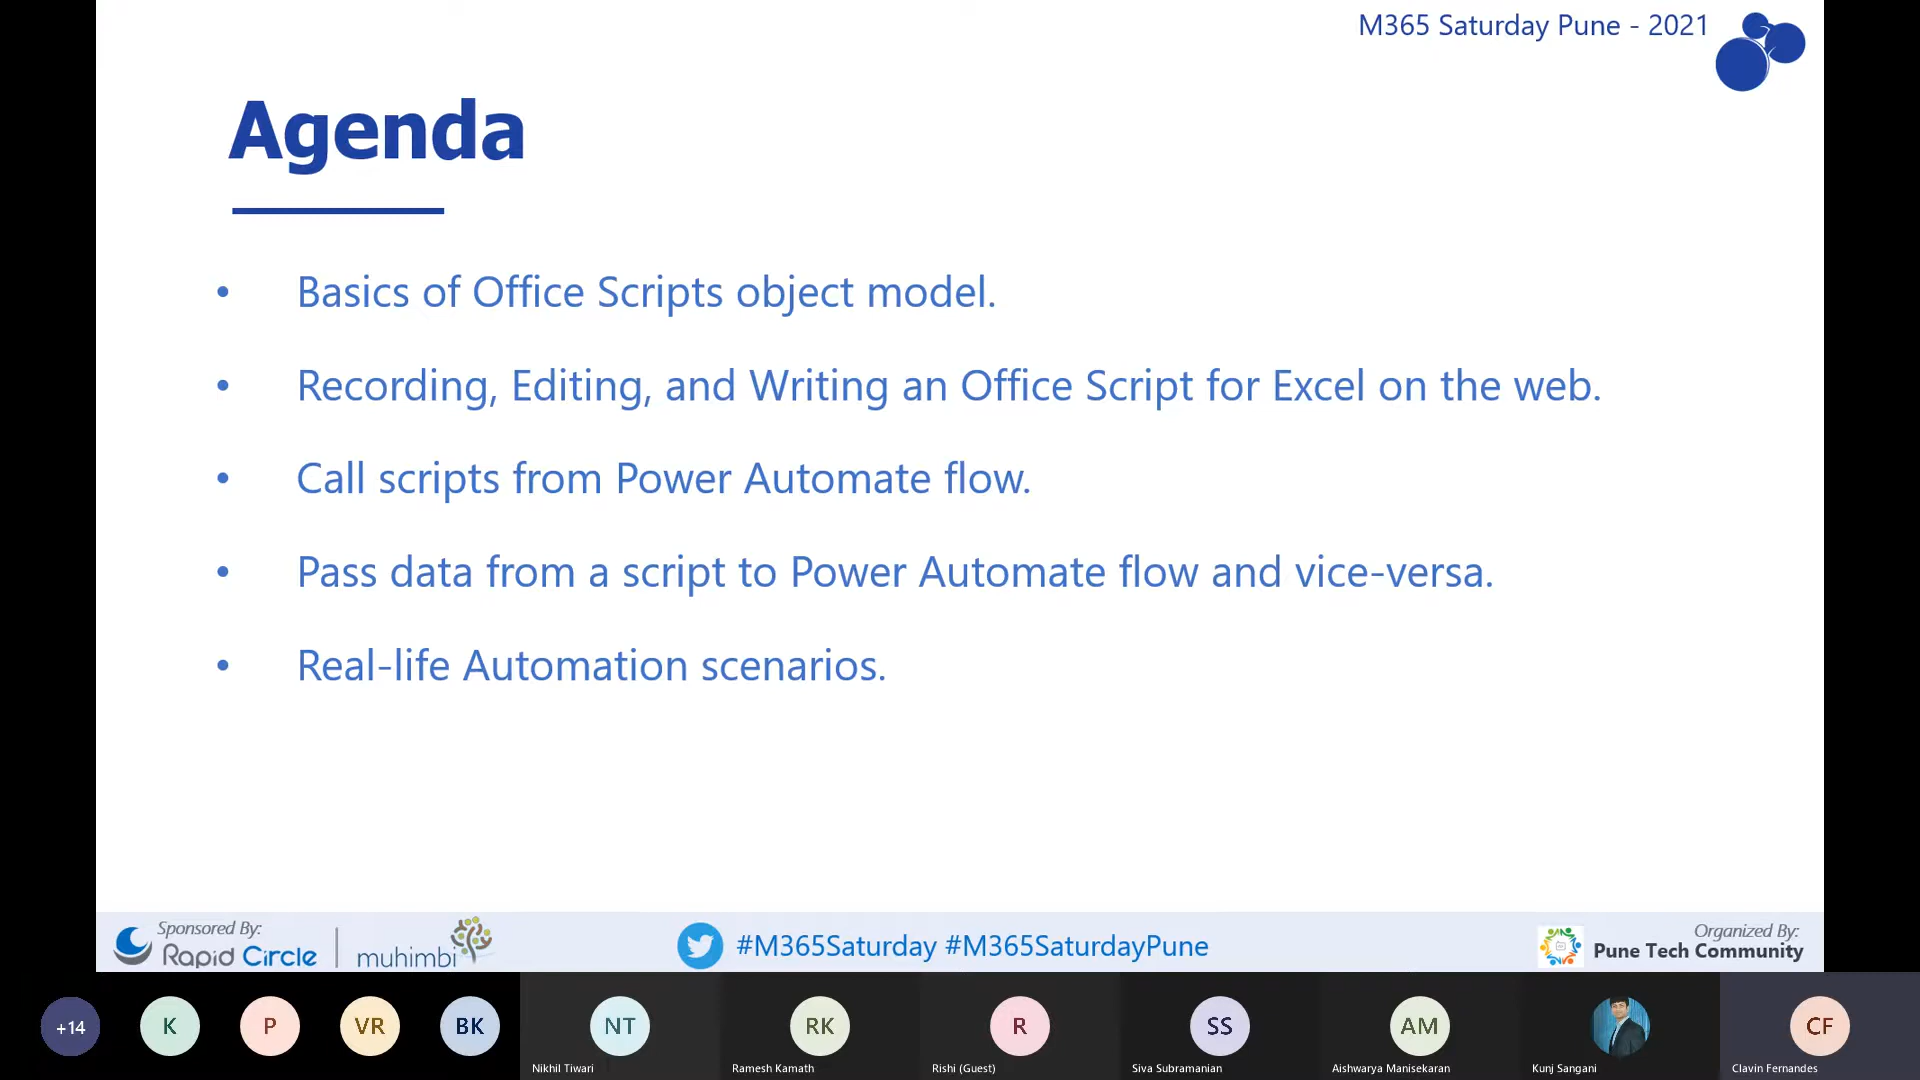 M365 Saturday Pune - 2021
Agenda
• Basics of Office Scripts object model.
• Recording, Editing, and Writing an Office Script for Excel on the web.
• Call scripts from Power Automate flow.
• Pass data from a script to Power Automate flow and vice-versa.
• Real-life Automation scenarios.
Sponsored By:
Rapid Circle
muhimbi
#M365Saturday #M365SaturdayPune
Organized By:
Pune Tech Community
+14
K
P
VR
BK
NT
RK
R
SS
AM
CF
Nikhil Tiwari
Ramesh Kamath
Rishi (Guest)
Siva Subramanian
Aishwarya Manisekaran
Kunj Sangani
Clavin Fernandes